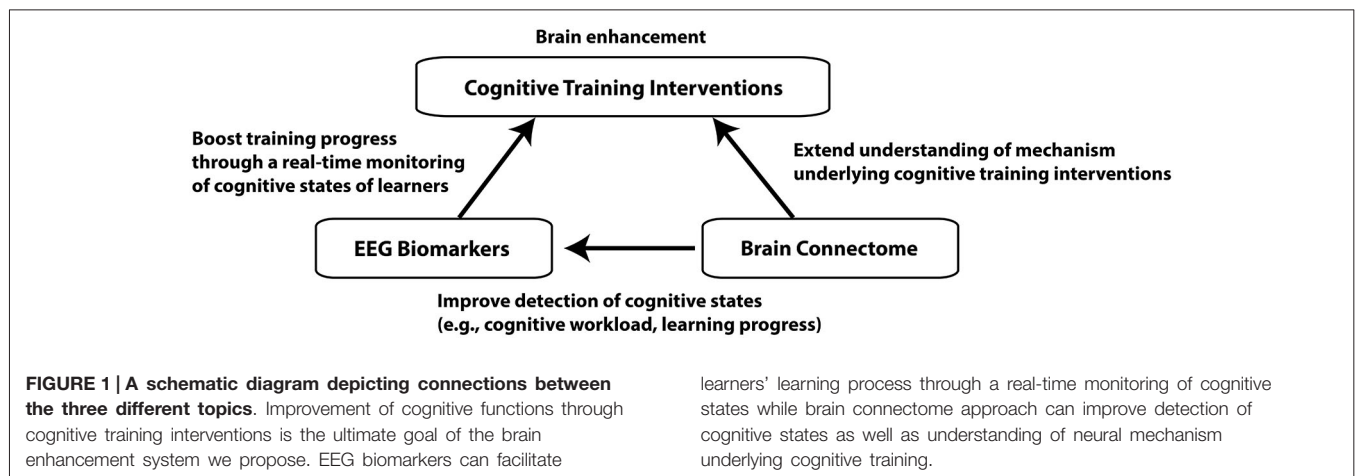 Brain enhancement
Cognitive Training Interventions
Boost training progress
through a real-time monitoring
of cognitive states of learners
Extend understanding of mechanism
underlying cognitive training interventions
EEG Biomarkers
Brain Connectome
Improve detection of cognitive states
(e.g., cognitive workload, learning progress)
FIGURE 1 | A schematic diagram depicting connections between
the three different topics. Improvement of cognitive functions through
cognitive training interventions is the ultimate goal of the brain
enhancement system we propose. EEG biomarkers can facilitate
learners' learning process through a real-time monitoring of cognitive
states while brain connectome approach can improve detection of
cognitive states as well as understanding of neural mechanism
underlying cognitive training.